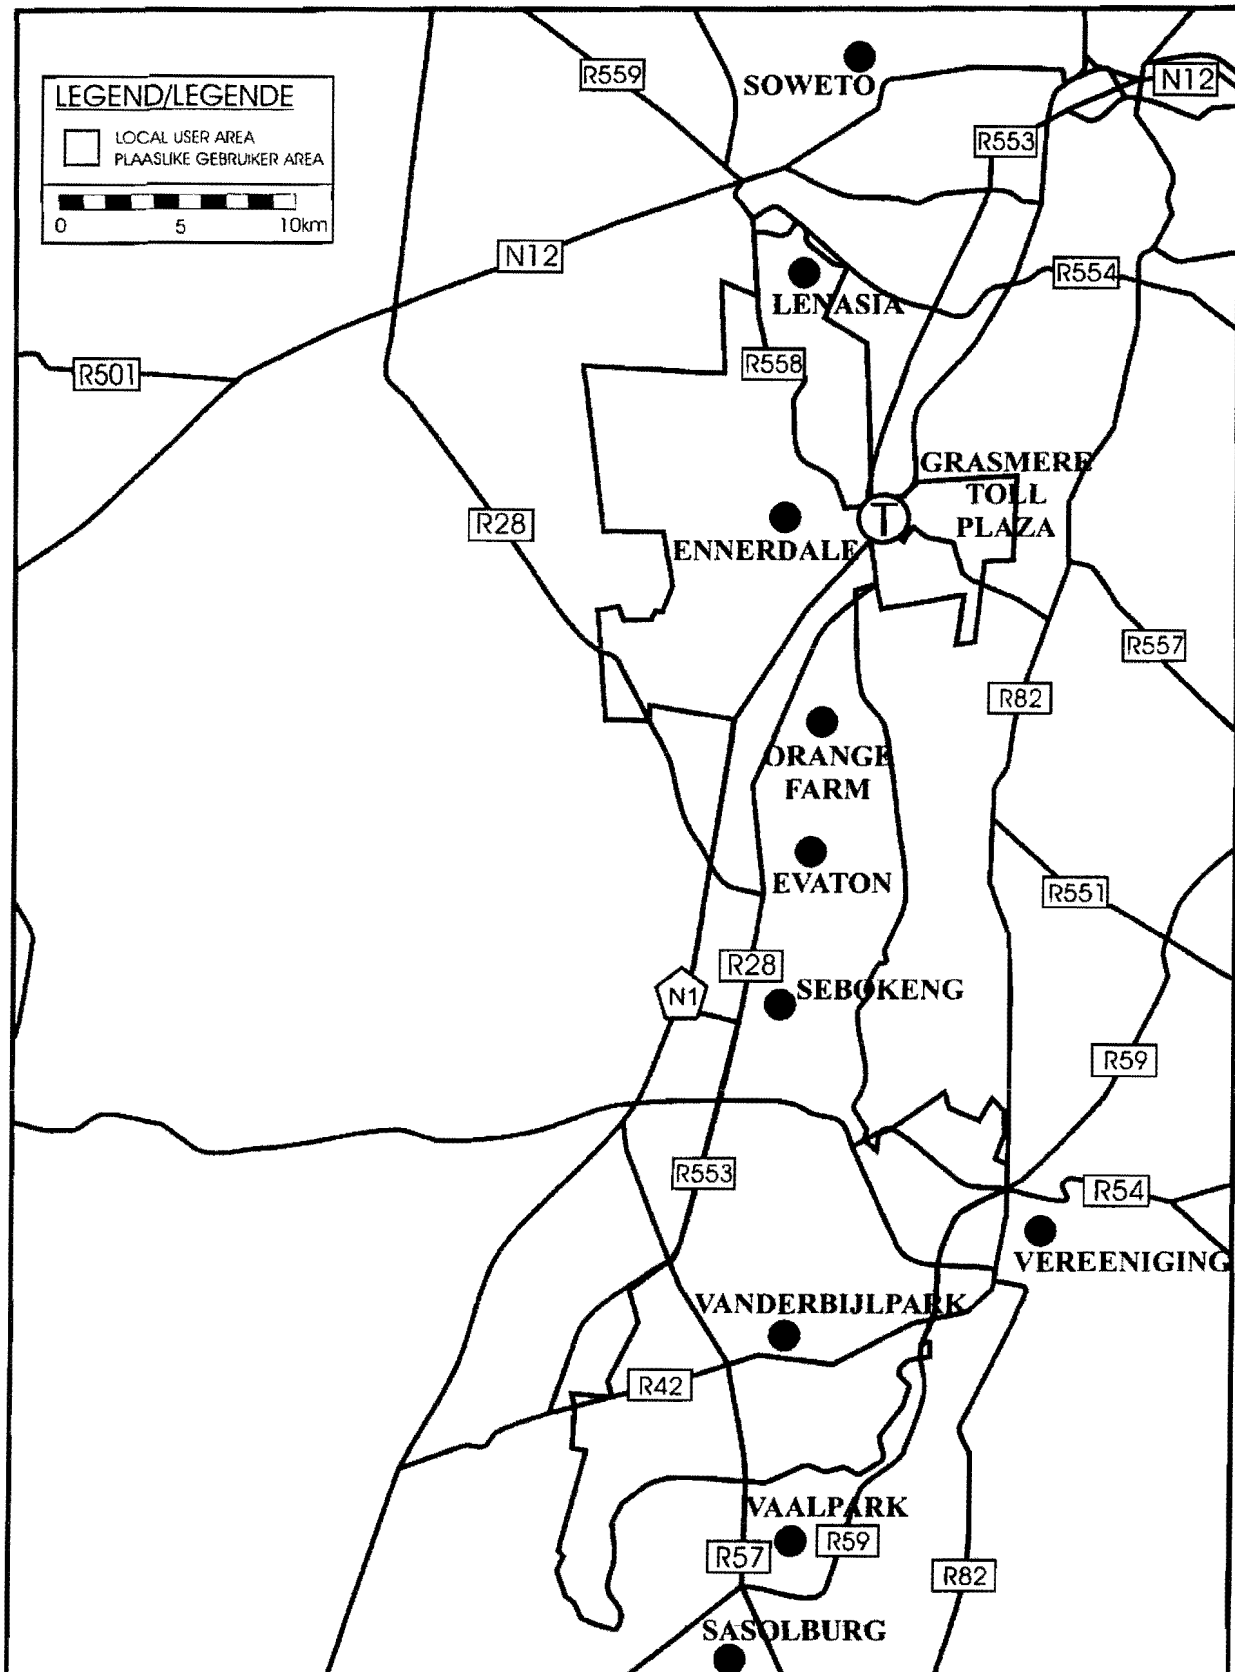 R559
SOWETO
N12
LEGEND/LEGENDE
LOCAL USER AREA
PLAASLIKE GEBRUIKER AREA
0 5 10km
R553
N12
R554
LENASIA
R501
R558
GRASMERE
TOLL
PLAZA
T
R28
ENNERDALE
R557
R82
ORANGE
FARM
EVATON
R551
R28
SEBOKENG
N1
R59
R553
R54
VEREENIGING
VANDERBIJLPARK
R42
VAALPARK
R59
R57
R82
SASOLBURG